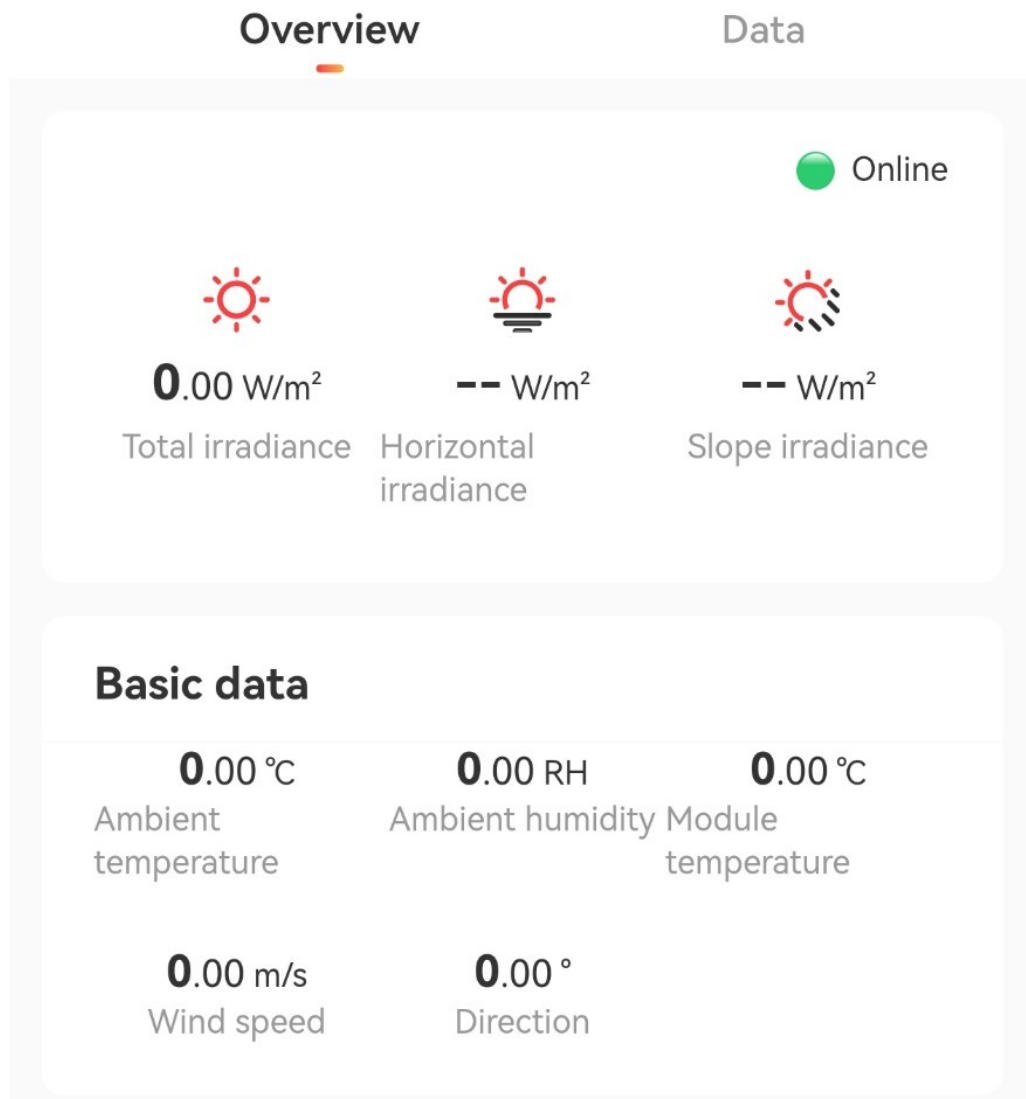 Overview Data
Online
0.00 W/m² -- W/m² -- W/m²
Total irradiance Horizontal Slope irradiance
irradiance
Basic data
0.00 ℃ 0.00 RH 0.00 ℃
Ambient Ambient humidity Module
temperature temperature
0.00 m/s 0.00 °
Wind speed Direction